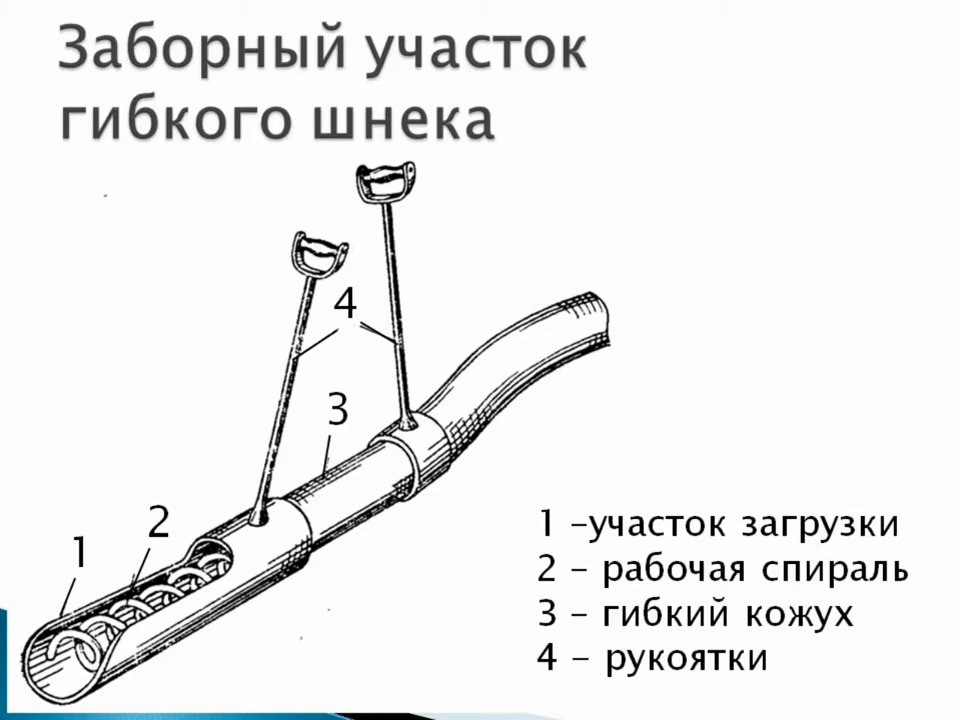 Заборный участок
гибкого шнека
4
3
2
1
1 –участок загрузки
2 – рабочая спираль
3 – гибкий кожух
4 – рукоятки